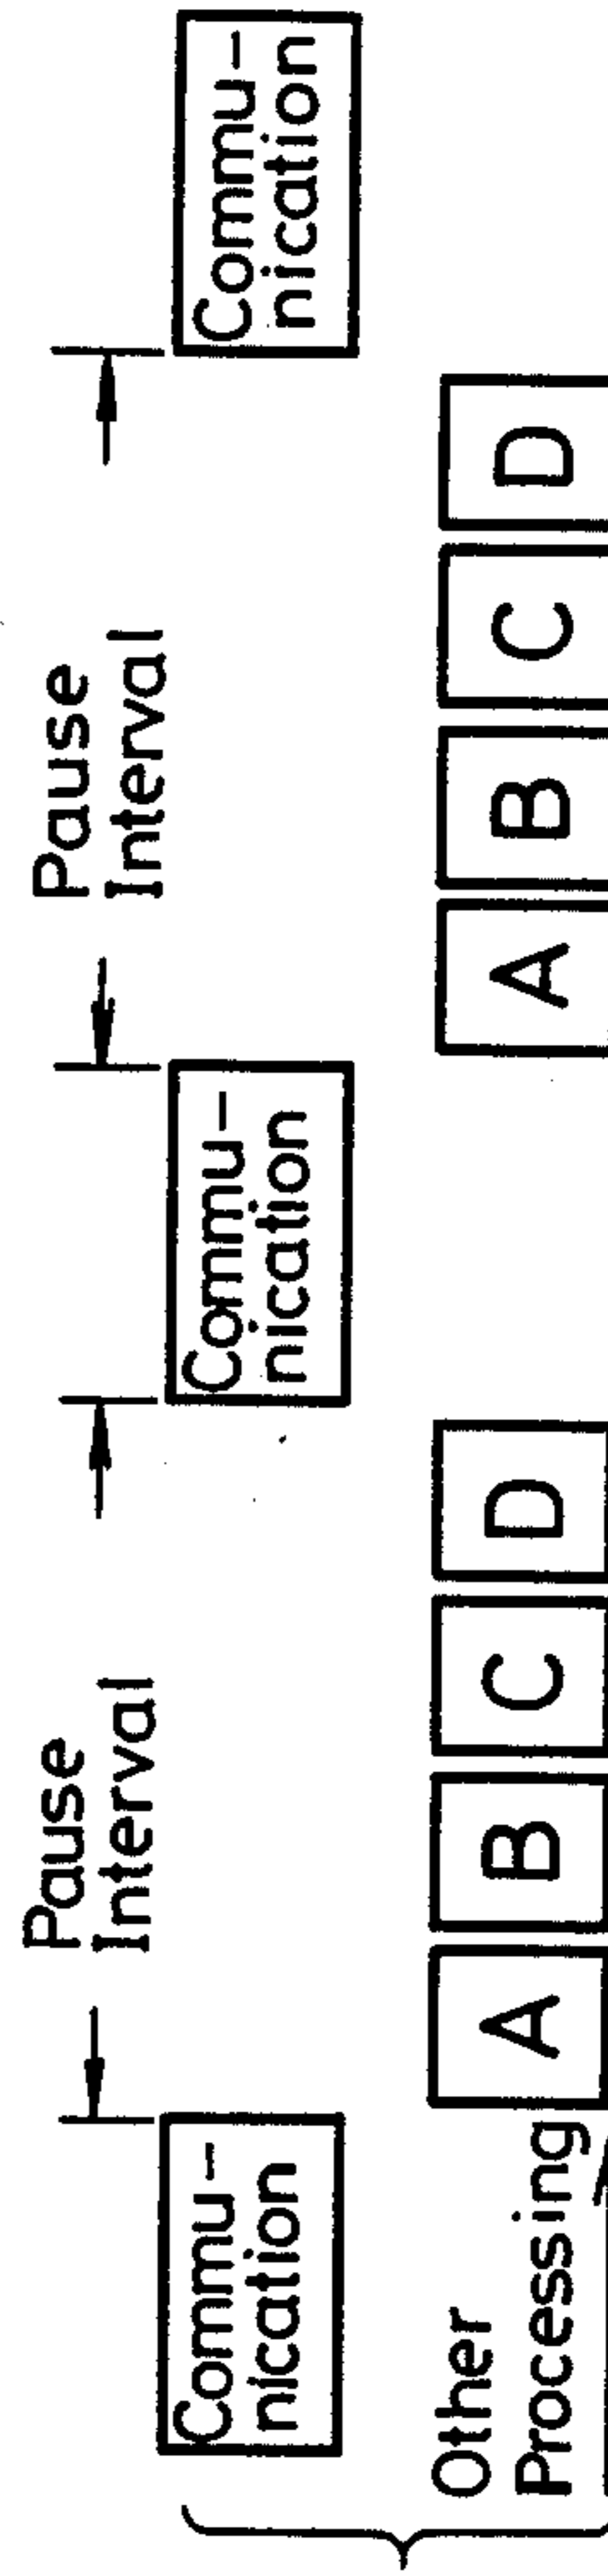 Pause
Interval
Pause
Interval
Commu-
nication
Commu-
nication
Commu-
nication
Other
Processing
A
B
C
D
A
B
C
D